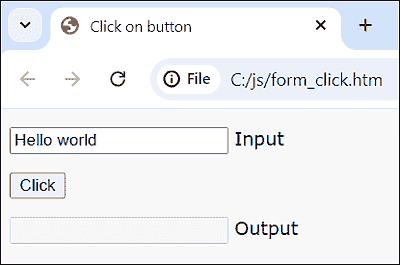 Click on button
File C:/js/form_click.htm
Hello world Input
Click
Output